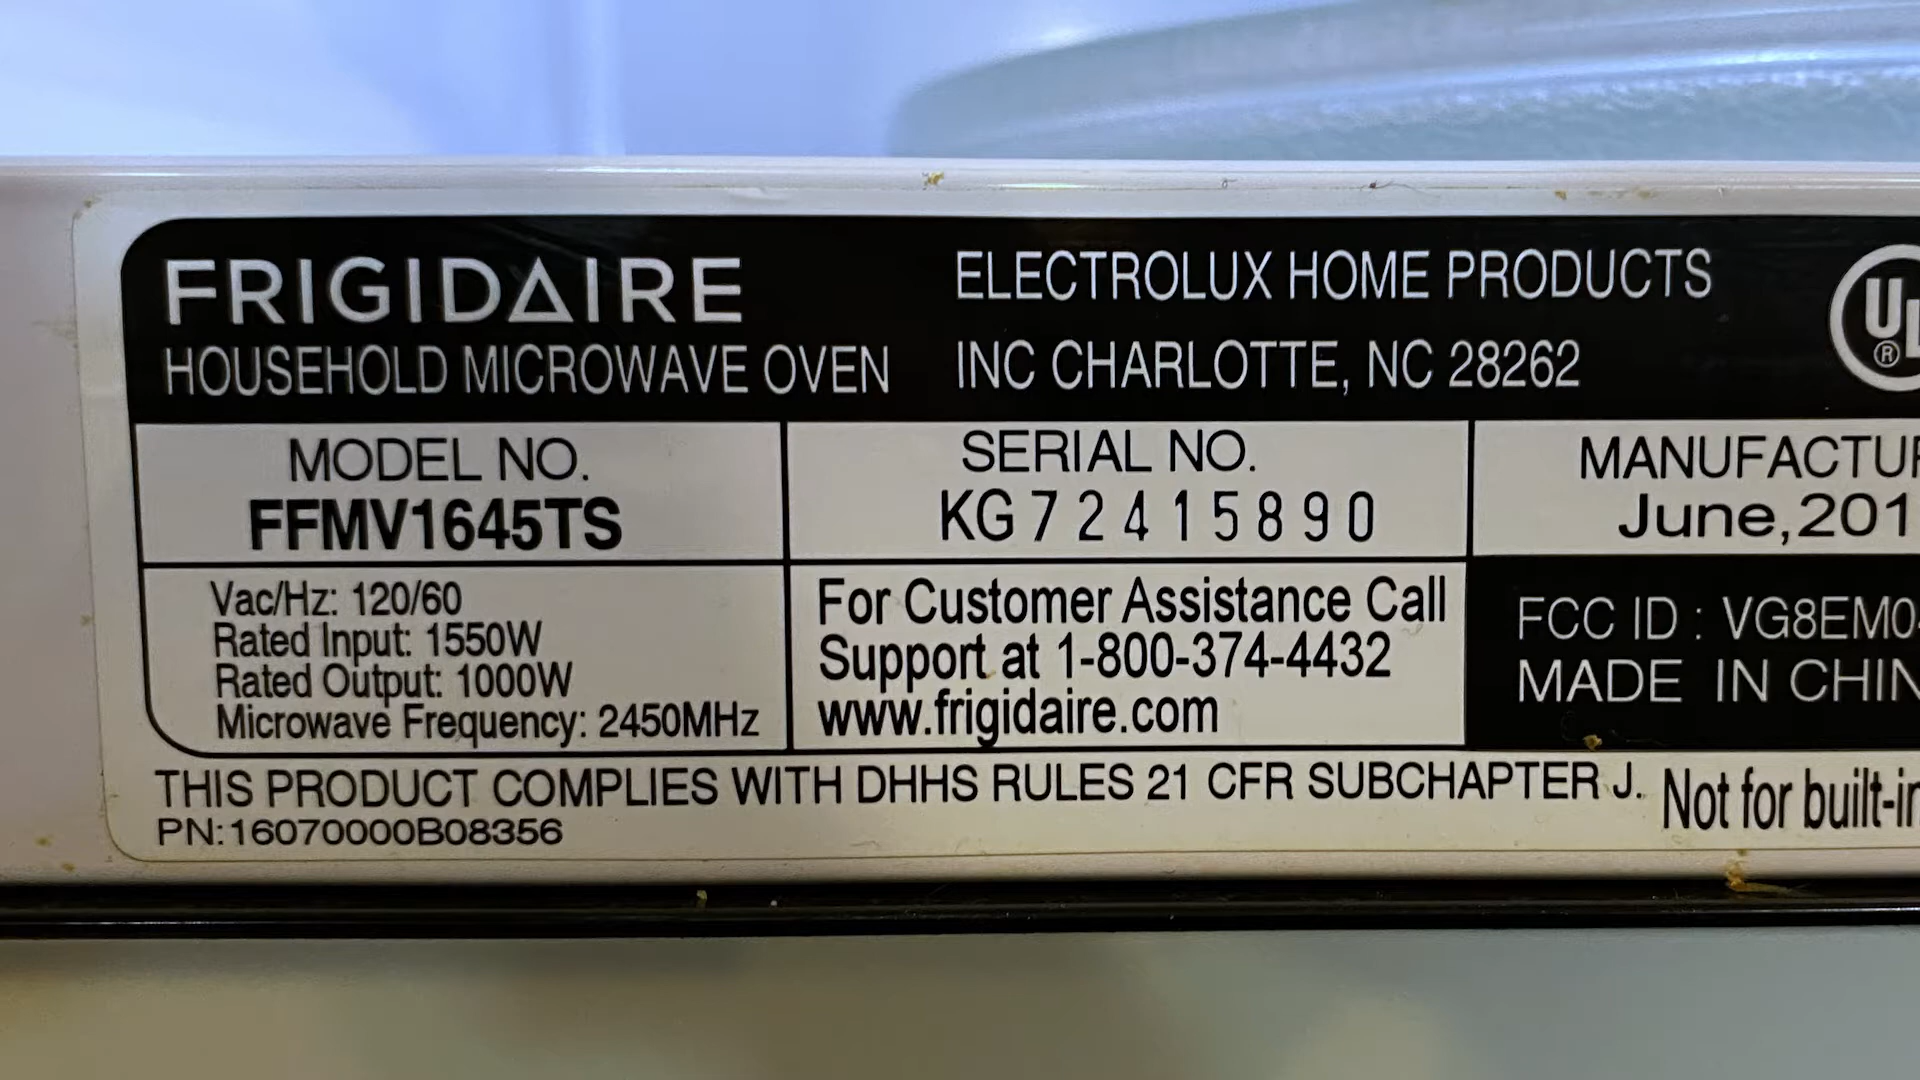 FRIGIDAIRE
HOUSEHOLD MICROWAVE OVEN
ELECTROLUX HOME PRODUCTS
INC CHARLOTTE, NC 28262
UL
®
MODEL NO.
FFMV1645TS
SERIAL NO.
KG72415890
MANUFACTUR
June,201
Vac/Hz: 120/60
Rated Input: 1550W
Rated Output: 1000W
Microwave Frequency: 2450MHz
For Customer Assistance Call
Support at 1-800-374-4432
www.frigidaire.com
FCC ID : VG8EM0
MADE IN CHIN
THIS PRODUCT COMPLIES WITH DHHS RULES 21 CFR SUBCHAPTER J.
PN:16070000B08356
Not for built-in